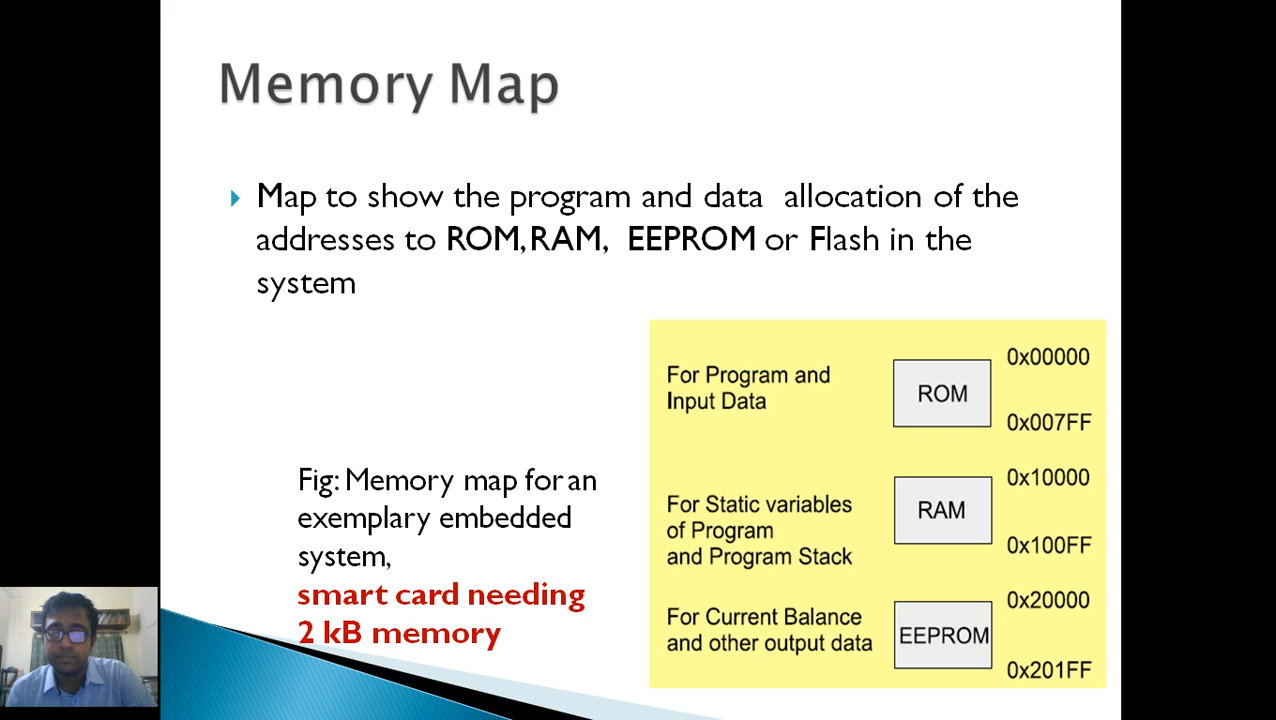 Memory Map
Map to show the program and data allocation of the
addresses to ROM, RAM, EEPROM or Flash in the
system
Fig: Memory map for an
exemplary embedded
system,
smart card needing
2 kB memory
For Program and
Input Data
ROM
0x00000
0x007FF
For Static variables
of Program
and Program Stack
RAM
0x10000
0x100FF
For Current Balance
and other output data
EEPROM
0x20000
0x201FF